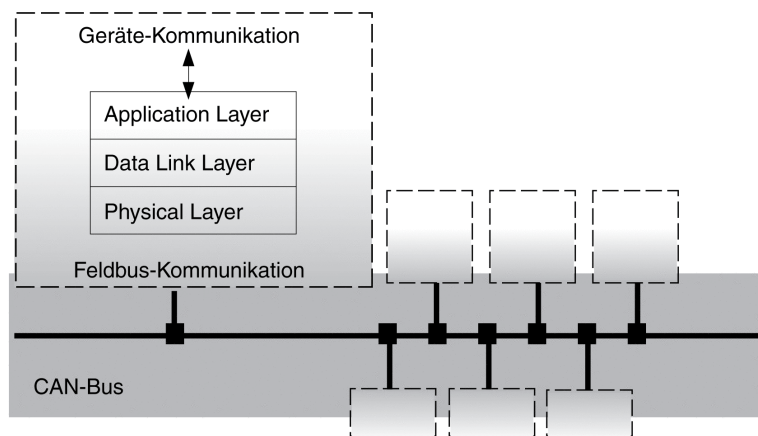 Geräte-Kommunikation
Application Layer
Data Link Layer
Physical Layer
Feldbus-Kommunikation
CAN-Bus